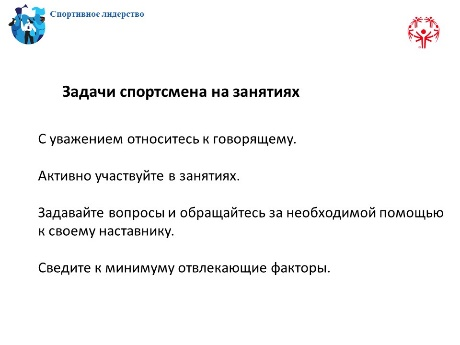 Спортивное лидерство
Задачи спортсмена на занятиях
С уважением относитесь к говорящему.
Активно участвуйте в занятиях.
Задавайте вопросы и обращайтесь за необходимой помощью
к своему наставнику.
Сведите к минимуму отвлекающие факторы.